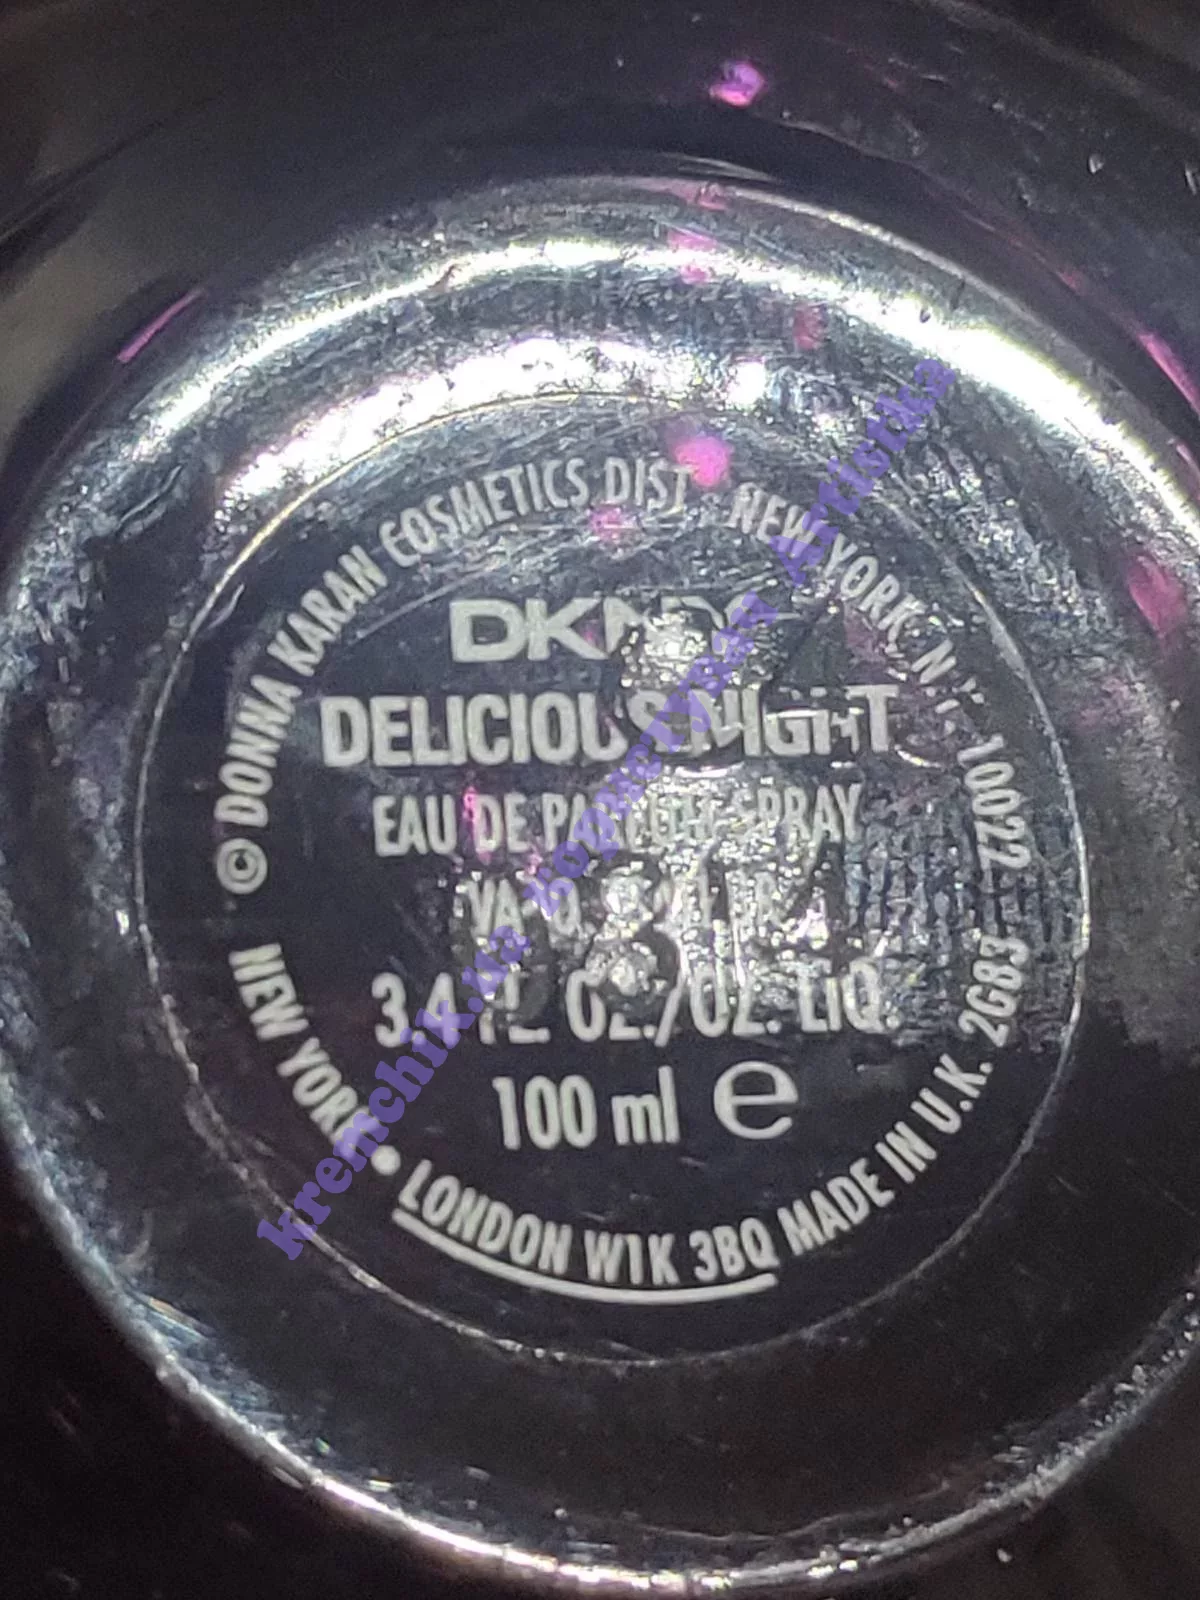 © DONNA KARAN COSMETICS DIST. NEW YORK, N.Y. 10022 2G83
DKNY
DELICIOUS NIGHT
EAU DE PARFUM SPRAY
3.4 FL. OZ./OZ. LIQ.
100 ml e
NEW YORK • LONDON W1K 3BQ MADE IN U.K.
kremchik.ua
Artistka